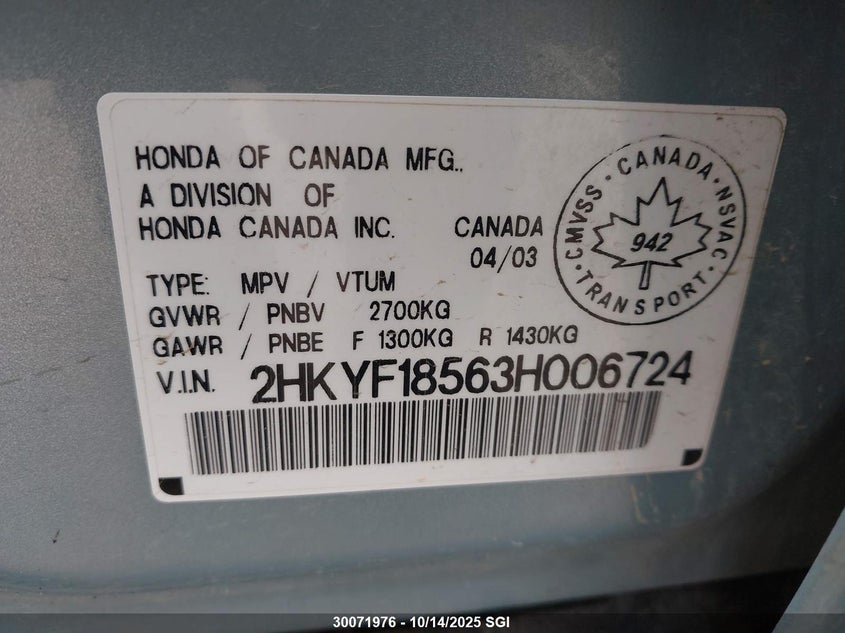 HONDA OF CANADA MFG.,
A DIVISION OF
HONDA CANADA INC. CANADA
04/03
TYPE: MPV / VTUM
GVWR / PNBV 2700KG
GAWR / PNBE F 1300KG R 1430KG
V.I.N. 2HKYF18563H006724
CMVSS · CANADA · NSVAC · TRANSPORT ·
942
30071976 - 10/14/2025 SGI